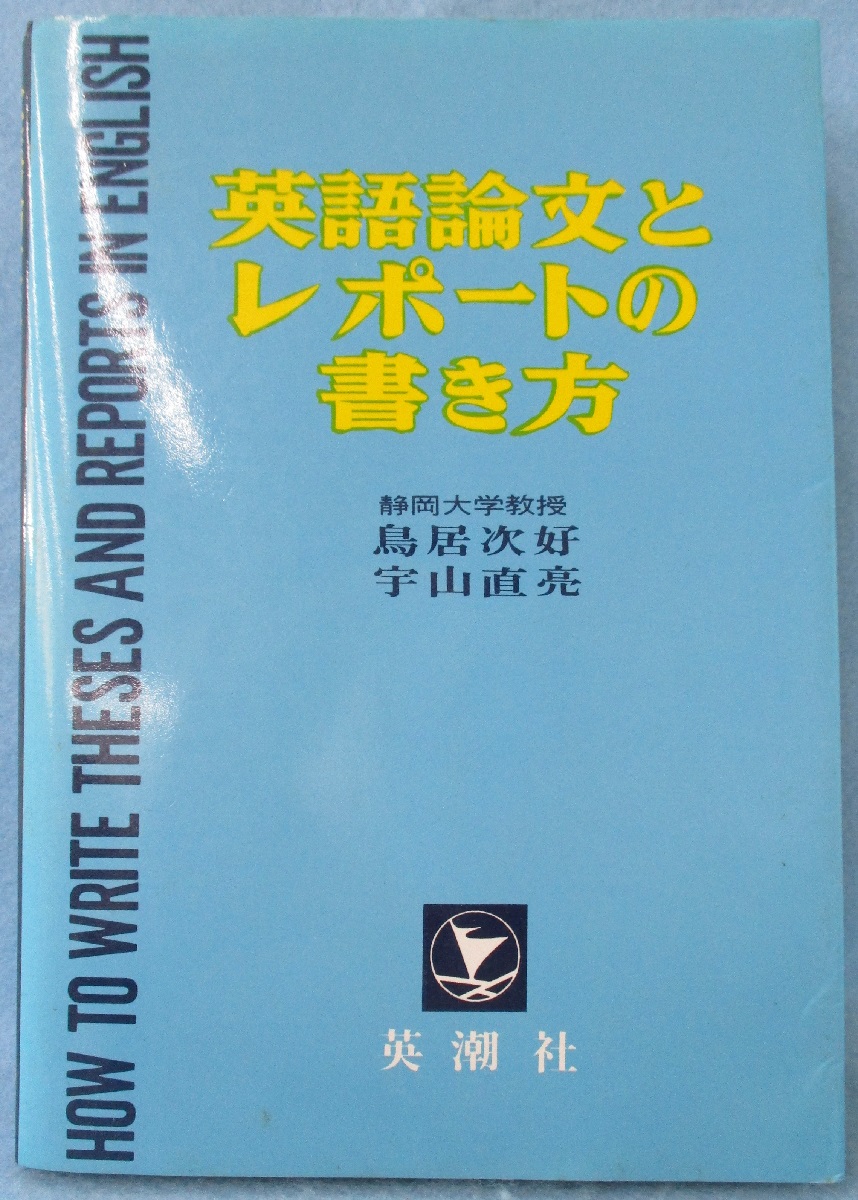 HOW TO WRITE THESES AND REPORTS IN ENGLISH
英語論文と
レポートの
書き方
静岡大学教授
鳥居次好
宇山直亮
英潮社